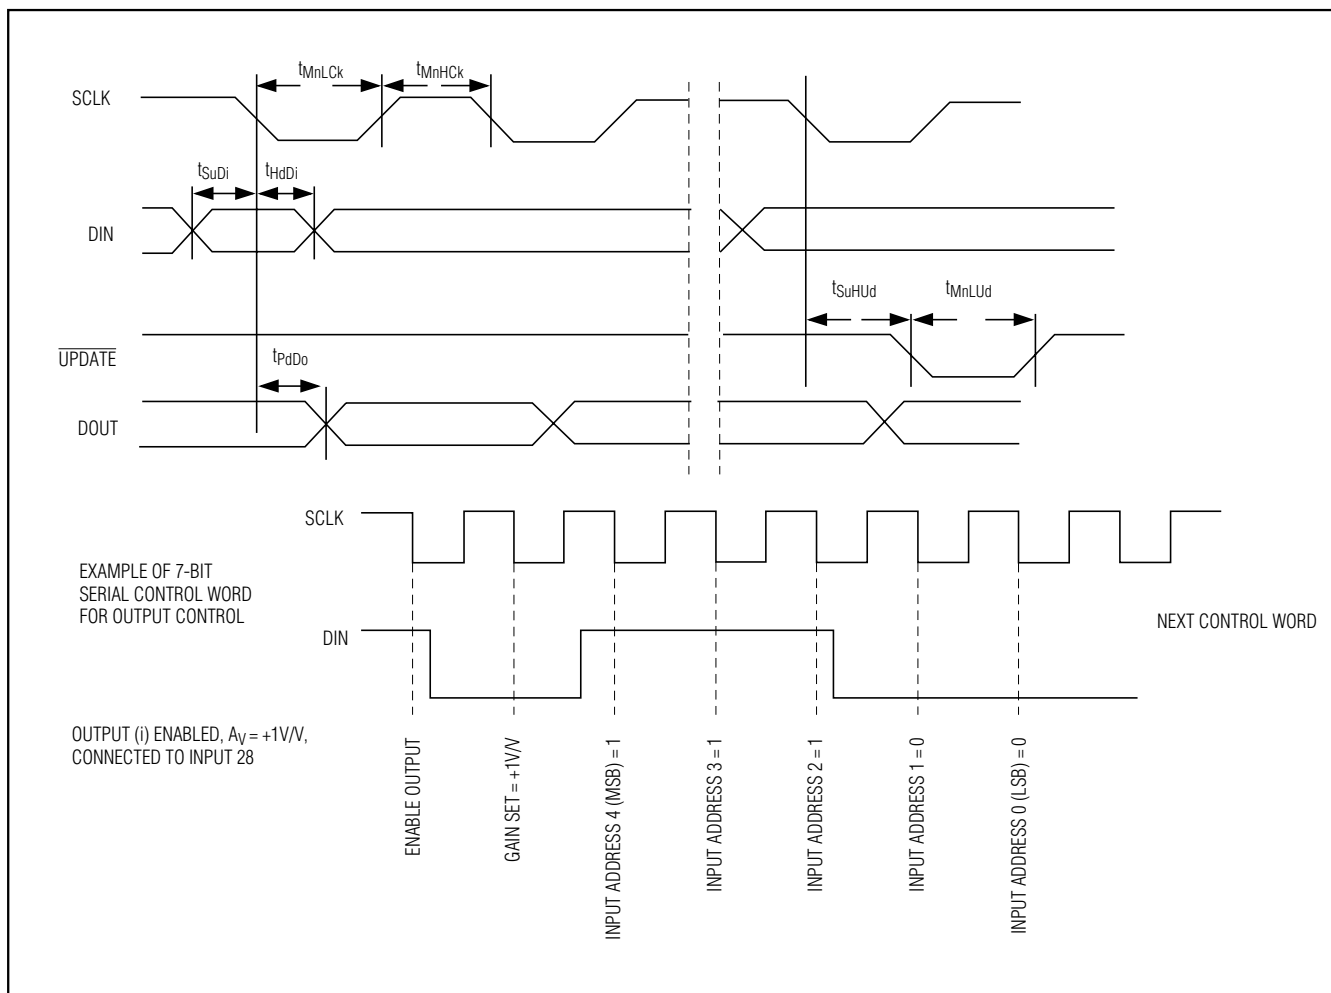 tMnLCk
tMnHCk
SCLK
tSuDi
tHdDi
DIN
tSuHUd
tMnLUd
UPDATE
tPdDo
DOUT
SCLK
EXAMPLE OF 7-BIT
SERIAL CONTROL WORD
FOR OUTPUT CONTROL
DIN
NEXT CONTROL WORD
OUTPUT (i) ENABLED, AV = +1V/V,
CONNECTED TO INPUT 28
ENABLE OUTPUT
GAIN SET = +1V/V
INPUT ADDRESS 4 (MSB) = 1
INPUT ADDRESS 3 = 1
INPUT ADDRESS 2 = 1
INPUT ADDRESS 1 = 0
INPUT ADDRESS 0 (LSB) = 0